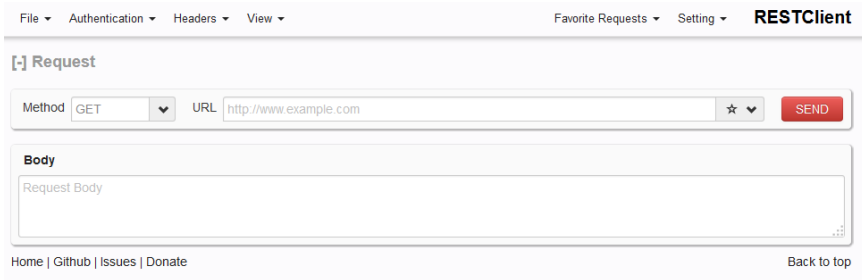 File Authentication Headers View Favorite Requests Setting RESTClient
[-] Request
Method GET URL http://www.example.com SEND
Body
Request Body
Home | Github | Issues | Donate Back to top